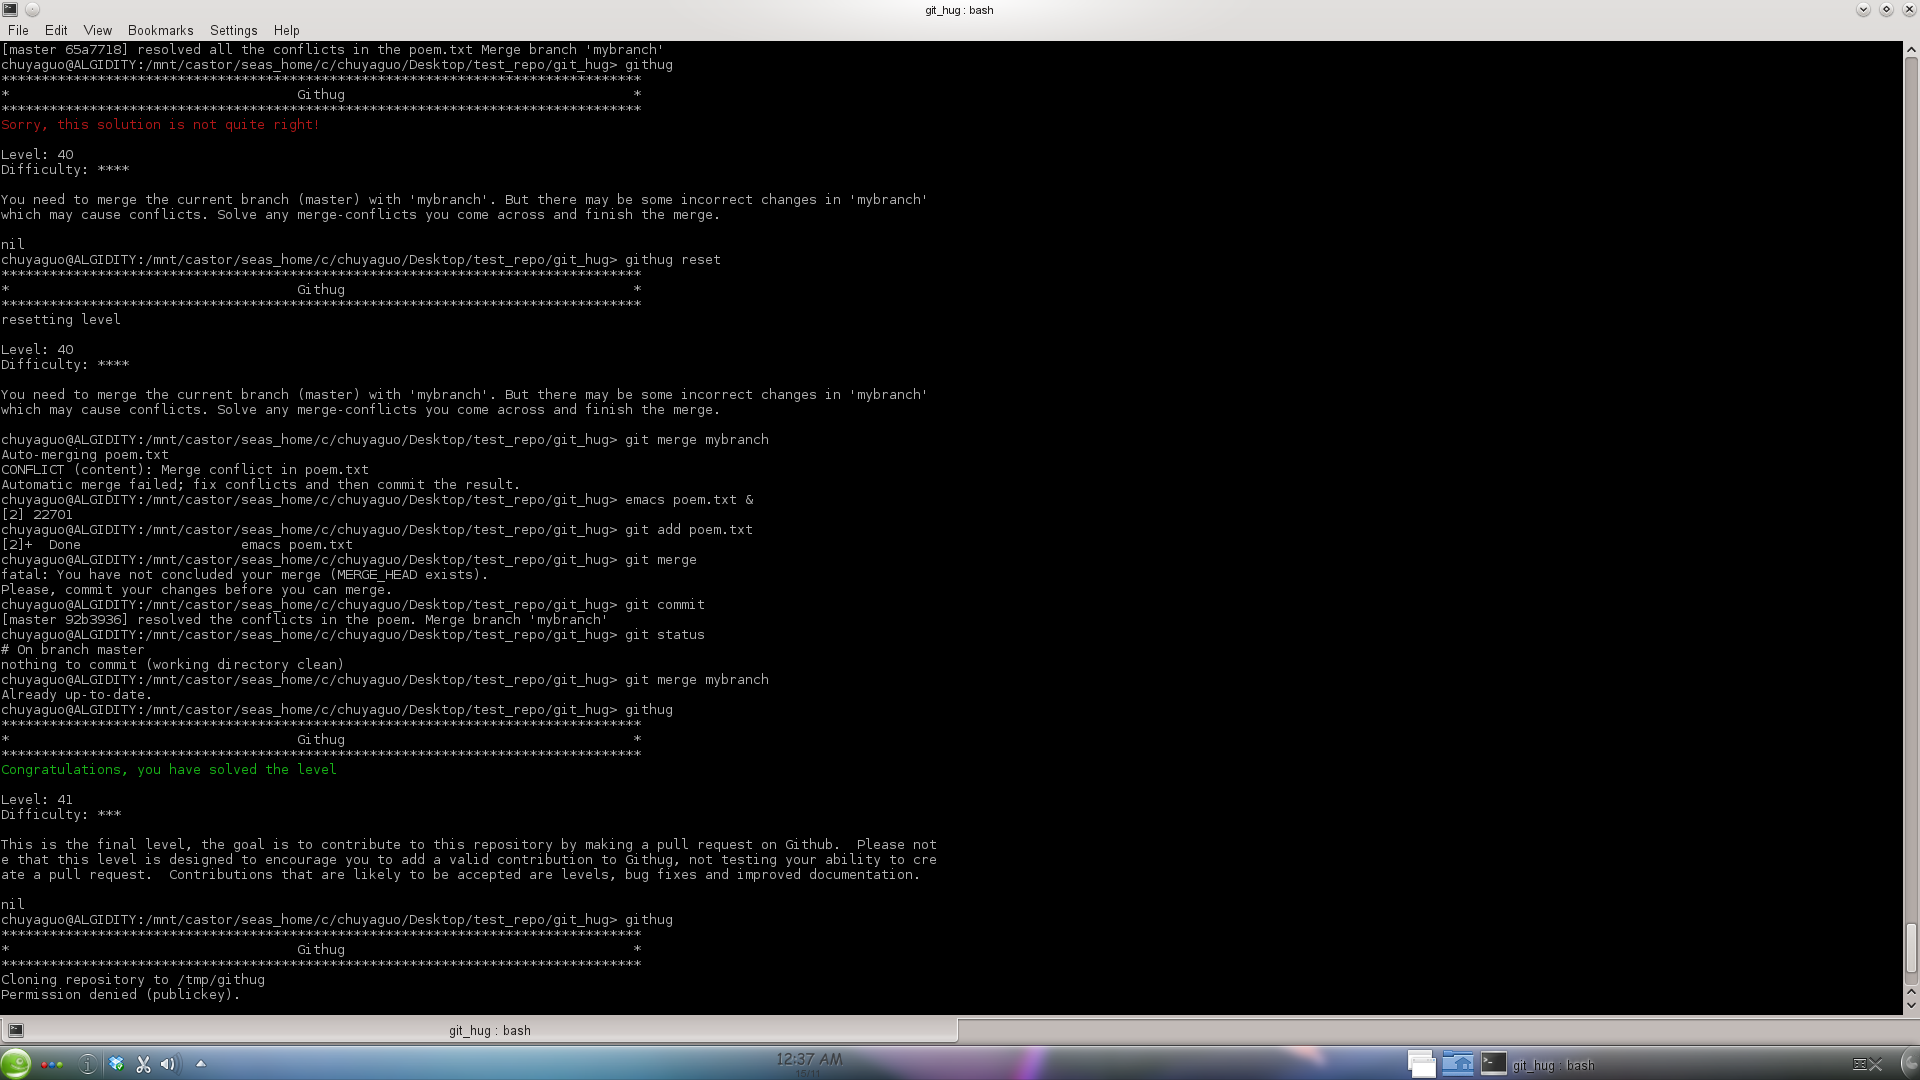 git_hug : bash
File Edit View Bookmarks Settings Help
[master 65a7718] resolved all the conflicts in the poem.txt Merge branch 'mybranch'
chuyaguo@ALGIDITY:/mnt/castor/seas_home/c/chuyaguo/Desktop/test_repo/git_hug> githug
********************************************************************************
*                                    Githug                                    *
********************************************************************************
Sorry, this solution is not quite right!
Level: 40
Difficulty: ****
You need to merge the current branch (master) with 'mybranch'. But there may be some incorrect changes in 'mybranch'
which may cause conflicts. Solve any merge-conflicts you come across and finish the merge.
nil
chuyaguo@ALGIDITY:/mnt/castor/seas_home/c/chuyaguo/Desktop/test_repo/git_hug> githug reset
********************************************************************************
*                                    Githug                                    *
********************************************************************************
resetting level
Level: 40
Difficulty: ****
You need to merge the current branch (master) with 'mybranch'. But there may be some incorrect changes in 'mybranch'
which may cause conflicts. Solve any merge-conflicts you come across and finish the merge.
chuyaguo@ALGIDITY:/mnt/castor/seas_home/c/chuyaguo/Desktop/test_repo/git_hug> git merge mybranch
Auto-merging poem.txt
CONFLICT (content): Merge conflict in poem.txt
Automatic merge failed; fix conflicts and then commit the result.
chuyaguo@ALGIDITY:/mnt/castor/seas_home/c/chuyaguo/Desktop/test_repo/git_hug> emacs poem.txt &
[2] 22701
chuyaguo@ALGIDITY:/mnt/castor/seas_home/c/chuyaguo/Desktop/test_repo/git_hug> git add poem.txt
[2]+  Done                    emacs poem.txt
chuyaguo@ALGIDITY:/mnt/castor/seas_home/c/chuyaguo/Desktop/test_repo/git_hug> git merge
fatal: You have not concluded your merge (MERGE_HEAD exists).
Please, commit your changes before you can merge.
chuyaguo@ALGIDITY:/mnt/castor/seas_home/c/chuyaguo/Desktop/test_repo/git_hug> git commit
[master 92b3936] resolved the conflicts in the poem. Merge branch 'mybranch'
chuyaguo@ALGIDITY:/mnt/castor/seas_home/c/chuyaguo/Desktop/test_repo/git_hug> git status
# On branch master
nothing to commit (working directory clean)
chuyaguo@ALGIDITY:/mnt/castor/seas_home/c/chuyaguo/Desktop/test_repo/git_hug> git merge mybranch
Already up-to-date.
chuyaguo@ALGIDITY:/mnt/castor/seas_home/c/chuyaguo/Desktop/test_repo/git_hug> githug
********************************************************************************
*                                    Githug                                    *
********************************************************************************
Congratulations, you have solved the level
Level: 41
Difficulty: ***
This is the final level, the goal is to contribute to this repository by making a pull request on Github.  Please not
e that this level is designed to encourage you to add a valid contribution to Githug, not testing your ability to cre
ate a pull request.  Contributions that are likely to be accepted are levels, bug fixes and improved documentation.
nil
chuyaguo@ALGIDITY:/mnt/castor/seas_home/c/chuyaguo/Desktop/test_repo/git_hug> githug
********************************************************************************
*                                    Githug                                    *
********************************************************************************
Cloning repository to /tmp/githug
Permission denied (publickey).
git_hug : bash
12:37 AM
15/11
git_hug : bash